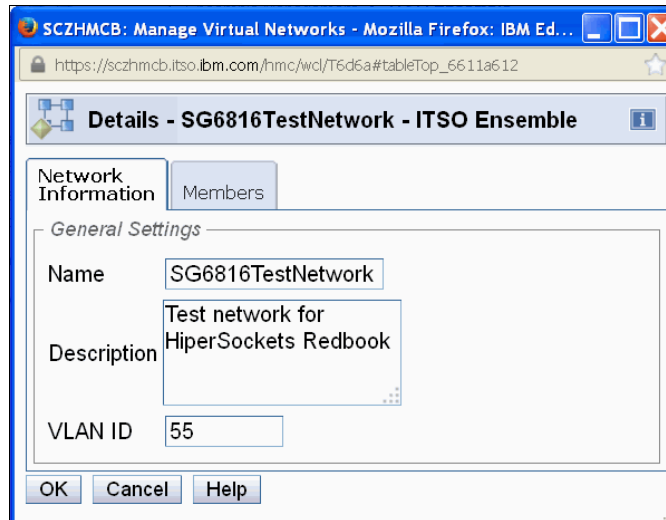 SCZHMCB: Manage Virtual Networks - Mozilla Firefox: IBM Ed...
https://sczhmcb.itso.ibm.com/hmc/wcl/T6d6a#tableTop_6611a612
Details - SG6816TestNetwork - ITSO Ensemble
Network
Information
Members
General Settings
Name
SG6816TestNetwork
Description
Test network for
HiperSockets Redbook
VLAN ID
55
OK
Cancel
Help